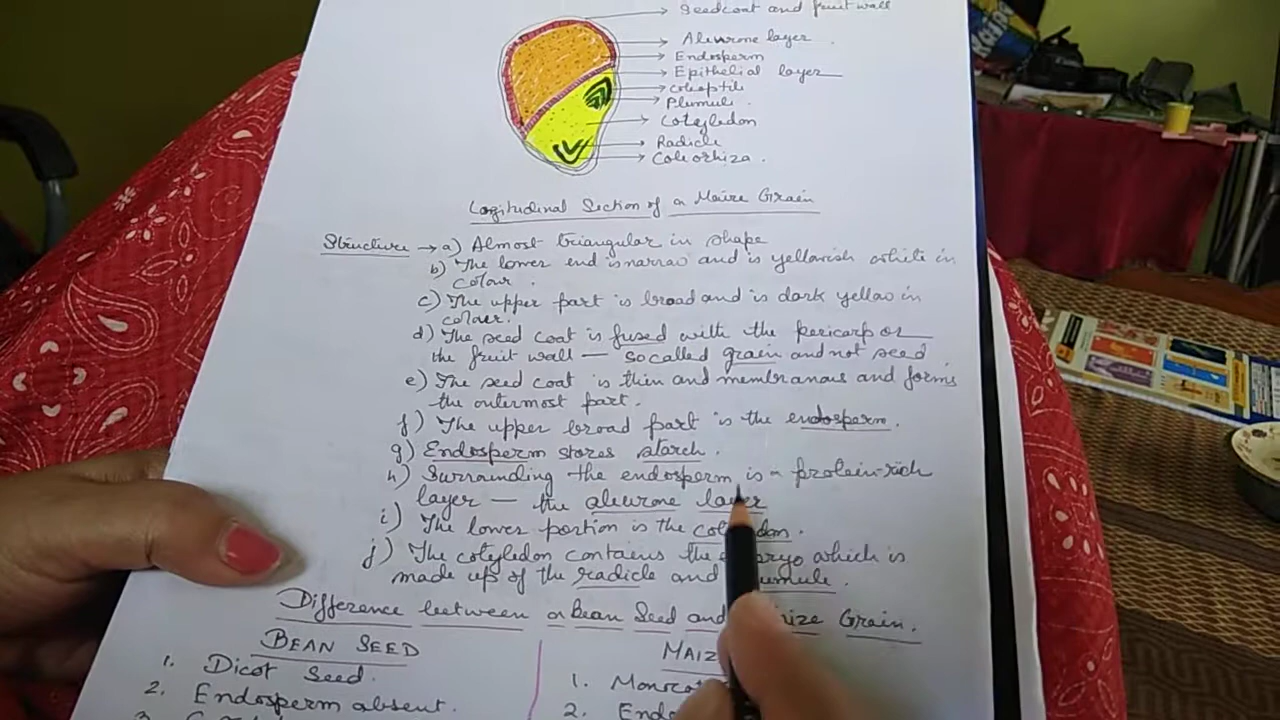 Seedcoat and fruit wall
Aleurone layer
Endosperm
Epithelial layer
Coleoptile
Plumule
Cotyledon
Radicle
Coleorhiza.
Longitudinal Section of a Maize Grain
Structure → a) Almost triangular in shape
b) The lower end is narrow and is yellowish white in
colour.
c) The upper part is broad and is dark yellow in
colour.
d) The seed coat is fused with the pericarp or
the fruit wall — so called grain and not seed
e) The seed coat is thin and membranous and forms
the outermost part.
f) The upper broad part is the endosperm.
g) Endosperm stores starch.
h) Surrounding the endosperm is a protein-rich
layer — the aleurone layer
i) The lower portion is the
j) The cotyledon contains the which is
made up of the radicle and
Difference between a Bean Seed and Grain.
BEAN SEED
1. Dicot Seed.
2. Endosperm absent.
3.
MAIZ
1. Monocot
2. Endo